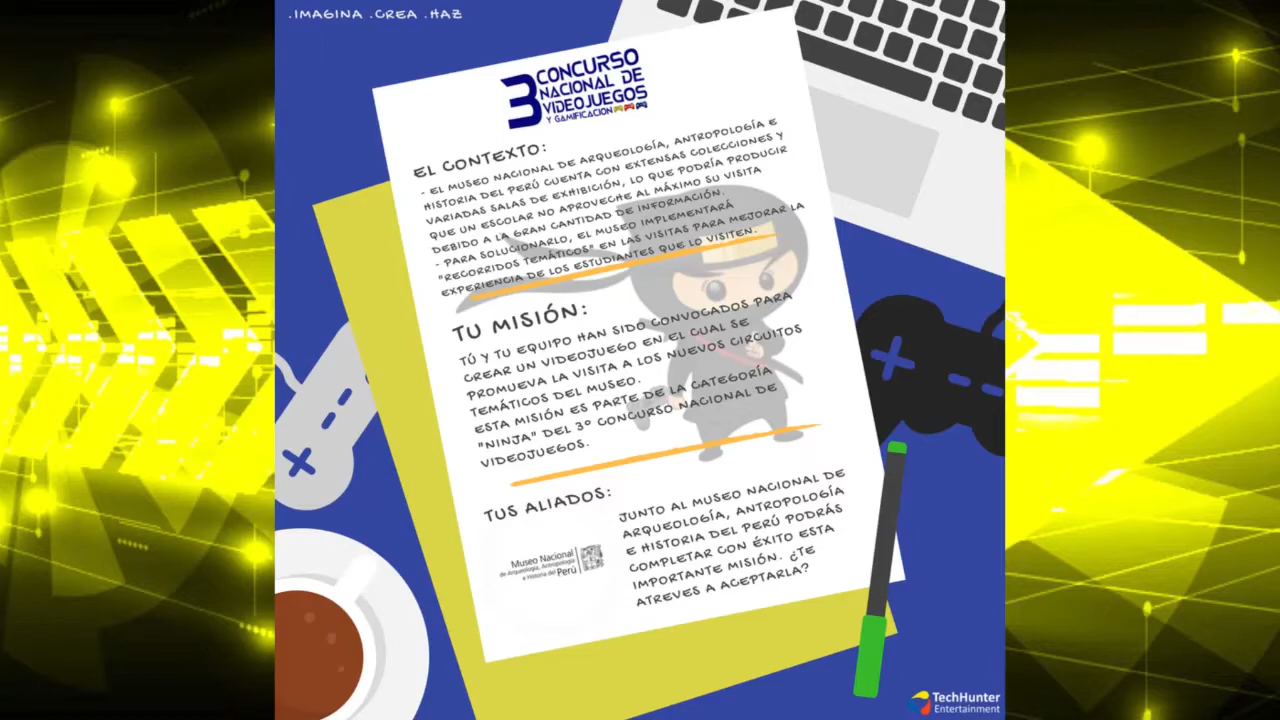 .IMAGINA .CREA .HAZ
3 CONCURSO
NACIONAL DE
VIDEOJUEGOS
Y GAMIFICACIÓN
EL CONTEXTO:
- EL MUSEO NACIONAL DE ARQUEOLOGÍA, ANTROPOLOGÍA E
HISTORIA DEL PERÚ CUENTA CON EXTENSAS COLECCIONES Y
VARIADAS SALAS DE EXHIBICIÓN, LO QUE PODRÍA PRODUCIR
QUE UN ESCOLAR NO APROVECHE AL MÁXIMO SU VISITA
DEBIDO A LA GRAN CANTIDAD DE INFORMACIÓN.
- PARA SOLUCIONARLO, EL MUSEO IMPLEMENTARÁ
"RECORRIDOS TEMÁTICOS" EN LAS VISITAS PARA MEJORAR LA
EXPERIENCIA DE LOS ESTUDIANTES QUE LO VISITEN.
TU MISIÓN:
TÚ Y TU EQUIPO HAN SIDO CONVOCADOS PARA
CREAR UN VIDEOJUEGO EN EL CUAL SE
PROMUEVA LA VISITA A LOS NUEVOS CIRCUITOS
TEMÁTICOS DEL MUSEO.
ESTA MISIÓN ES PARTE DE LA CATEGORÍA
"NINJA" DEL 3º CONCURSO NACIONAL DE
VIDEOJUEGOS.
TUS ALIADOS:
Museo Nacional
de Arqueología, Antropología
e Historia del Perú
JUNTO AL MUSEO NACIONAL DE
ARQUEOLOGÍA, ANTROPOLOGÍA
E HISTORIA DEL PERÚ PODRÁS
COMPLETAR CON ÉXITO ESTA
IMPORTANTE MISIÓN. ¿TE
ATREVES A ACEPTARLA?
TechHunter
Entertainment